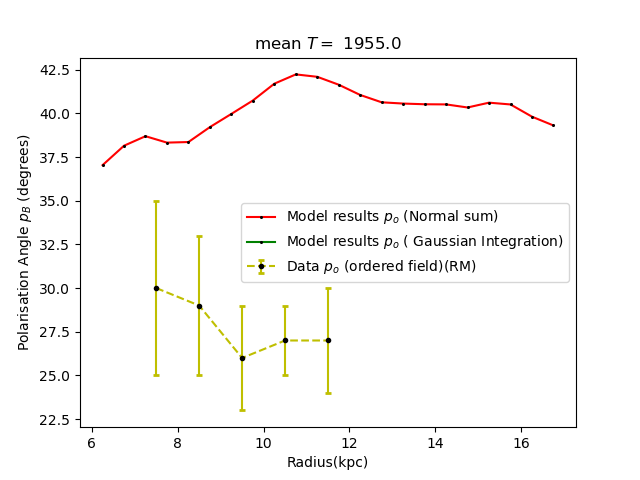 mean T = 1955.0
42.5
40.0
37.5
35.0
32.5
30.0
27.5
25.0
22.5
Polarisation Angle p_B (degrees)
Model results p_o (Normal sum)
Model results p_o ( Gaussian Integration)
Data p_o (ordered field)(RM)
6 8 10 12 14 16
Radius(kpc)